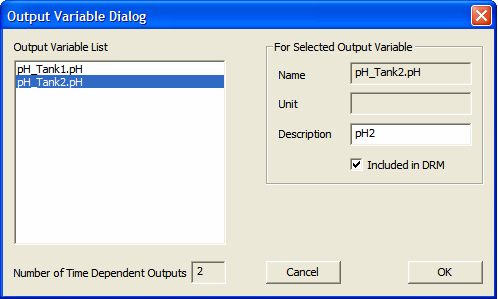 Output Variable Dialog
Output Variable List
pH_Tank1.pH
pH_Tank2.pH
For Selected Output Variable
Name pH_Tank2.pH
Unit
Description pH2
Included in DRM
Number of Time Dependent Outputs 2
Cancel OK